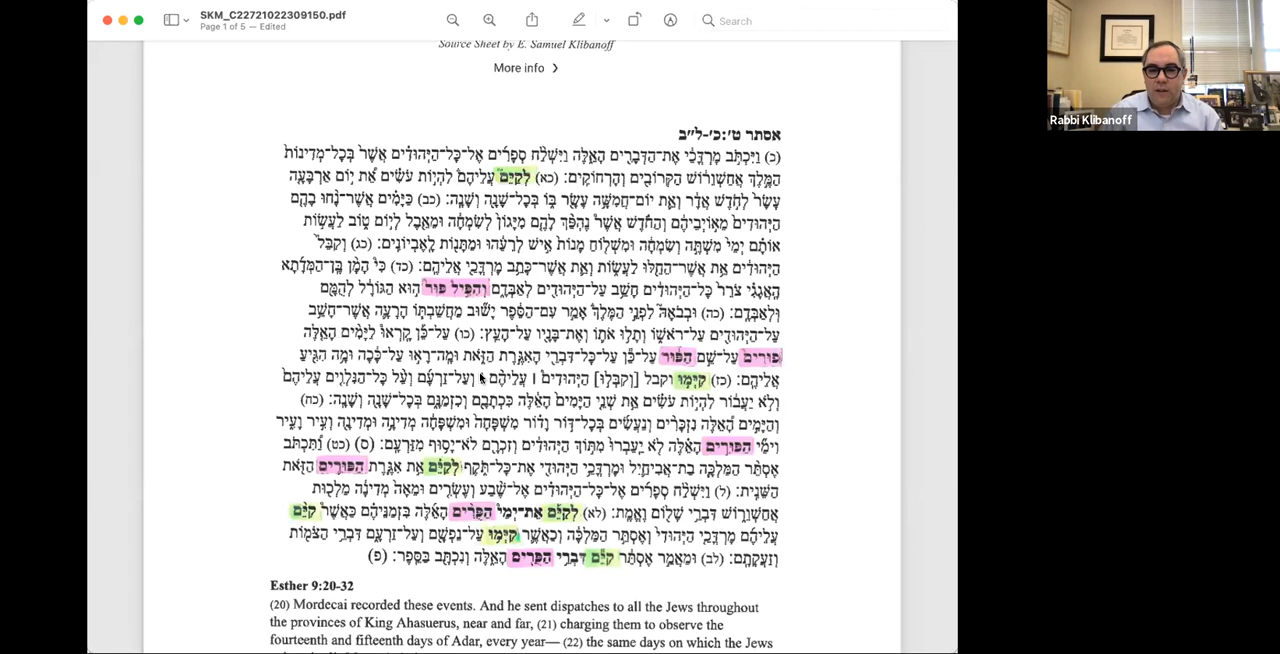 SKM_C22721022309150.pdf
Page 1 of 5 — Edited
Search
Source Sheet by E. Samuel Klibanoff
More info
Rabbi Klibanoff
אסתר ט׳:כ׳-ל״ב
(כ) וַיִּכְתֹּב מׇרְדֳּכַי אֶת־הַדְּבָרִים הָאֵלֶּה וַיִּשְׁלַח סְפָרִים אֶל־כׇּל־הַיְּהוּדִים אֲשֶׁר בְּכׇל־מְדִינוֹת
הַמֶּלֶךְ אֲחַשְׁוֵרוֹשׁ הַקְּרוֹבִים וְהָרְחוֹקִים׃ (כא) לְקַיֵּם עֲלֵיהֶם לִהְיוֹת עֹשִׂים אֵת יוֹם אַרְבָּעָה
עָשָׂר לְחֹדֶשׁ אֲדָר וְאֵת יוֹם־חֲמִשָּׁה עָשָׂר בּוֹ בְּכׇל־שָׁנָה וְשָׁנָה׃ (כב) כַּיָּמִים אֲשֶׁר־נָחוּ בָהֶם
הַיְּהוּדִים מֵאוֹיְבֵיהֶם וְהַחֹדֶשׁ אֲשֶׁר נֶהְפַּךְ לָהֶם מִיָּגוֹן לְשִׂמְחָה וּמֵאֵבֶל לְיוֹם טוֹב לַעֲשׂוֹת
אוֹתָם יְמֵי מִשְׁתֶּה וְשִׂמְחָה וּמִשְׁלוֹחַ מָנוֹת אִישׁ לְרֵעֵהוּ וּמַתָּנוֹת לָאֶבְיוֹנִים׃ (כג) וְקִבֵּל
הַיְּהוּדִים אֵת אֲשֶׁר־הֵחֵלּוּ לַעֲשׂוֹת וְאֵת אֲשֶׁר־כָּתַב מׇרְדֳּכַי אֲלֵיהֶם׃ (כד) כִּי הָמָן בֶּן־הַמְּדָתָא
הָאֲגָגִי צֹרֵר כׇּל־הַיְּהוּדִים חָשַׁב עַל־הַיְּהוּדִים לְאַבְּדָם וְהִפִּיל פּוּר הוּא הַגּוֹרָל לְהֻמָּם
וּלְאַבְּדָם׃ (כה) וּבְבֹאָהּ לִפְנֵי הַמֶּלֶךְ אָמַר עִם־הַסֵּפֶר יָשׁוּב מַחֲשַׁבְתּוֹ הָרָעָה אֲשֶׁר־חָשַׁב
עַל־הַיְּהוּדִים עַל־רֹאשׁוֹ וְתָלוּ אֹתוֹ וְאֶת־בָּנָיו עַל־הָעֵץ׃ (כו) עַל־כֵּן קָרְאוּ לַיָּמִים הָאֵלֶּה
פוּרִים עַל־שֵׁם הַפּוּר עַל־כֵּן עַל־כׇּל־דִּבְרֵי הָאִגֶּרֶת הַזֹּאת וּמָה־רָאוּ עַל־כָּכָה וּמָה הִגִּיעַ
אֲלֵיהֶם׃ (כז) קִיְּמוּ וקבל [וְקִבְּלוּ] הַיְּהוּדִים ׀ עֲלֵיהֶם ׀ וְעַל־זַרְעָם וְעַל כׇּל־הַנִּלְוִים עֲלֵיהֶם
וְלֹא יַעֲבוֹר לִהְיוֹת עֹשִׂים אֵת שְׁנֵי הַיָּמִים הָאֵלֶּה כִּכְתָבָם וְכִזְמַנָּם בְּכׇל־שָׁנָה וְשָׁנָה׃ (כח)
וְהַיָּמִים הָאֵלֶּה נִזְכָּרִים וְנַעֲשִׂים בְּכׇל־דּוֹר וָדוֹר מִשְׁפָּחָה וּמִשְׁפָּחָה מְדִינָה וּמְדִינָה וְעִיר וָעִיר
וִימֵי הַפּוּרִים הָאֵלֶּה לֹא יַעַבְרוּ מִתּוֹךְ הַיְּהוּדִים וְזִכְרָם לֹא־יָסוּף מִזַּרְעָם׃ (ס) (כט) וַתִּכְתֹּב
אֶסְתֵּר הַמַּלְכָּה בַת־אֲבִיחַיִל וּמׇרְדֳּכַי הַיְּהוּדִי אֶת־כׇּל־תֹּקֶף לְקַיֵּם אֵת אִגֶּרֶת הַפּוּרִים הַזֹּאת
הַשֵּׁנִית׃ (ל) וַיִּשְׁלַח סְפָרִים אֶל־כׇּל־הַיְּהוּדִים אֶל־שֶׁבַע וְעֶשְׂרִים וּמֵאָה מְדִינָה מַלְכוּת
אֲחַשְׁוֵרוֹשׁ דִּבְרֵי שָׁלוֹם וֶאֱמֶת׃ (לא) לְקַיֵּם אֶת־יְמֵי הַפֻּרִים הָאֵלֶּה בִּזְמַנֵּיהֶם כַּאֲשֶׁר קִיַּם
עֲלֵיהֶם מׇרְדֳּכַי הַיְּהוּדִי וְאֶסְתֵּר הַמַּלְכָּה וְכַאֲשֶׁר קִיְּמוּ עַל־נַפְשָׁם וְעַל־זַרְעָם דִּבְרֵי הַצֹּמוֹת
וְזַעֲקָתָם׃ (לב) וּמַאֲמַר אֶסְתֵּר קִיַּם דִּבְרֵי הַפֻּרִים הָאֵלֶּה וְנִכְתָּב בַּסֵּפֶר׃ (פ)
Esther 9:20-32
(20) Mordecai recorded these events. And he sent dispatches to all the Jews throughout
the provinces of King Ahasuerus, near and far, (21) charging them to observe the
fourteenth and fifteenth days of Adar, every year— (22) the same days on which the Jews